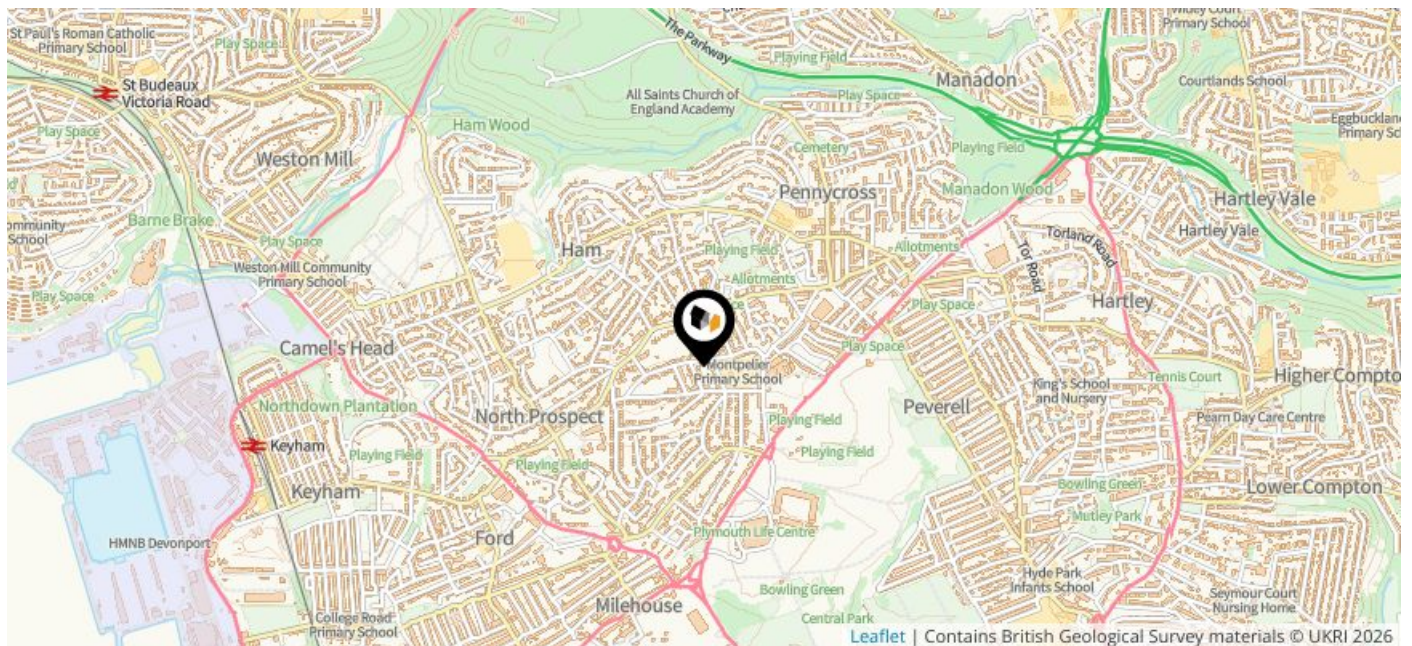 St Paul's Roman Catholic
Primary School
Play Space
St Budeaux
Victoria Road
Play Space
Weston Mill
Ham Wood
The Parkway
Playing Field
All Saints Church of
England Academy
Play Space
Cemetery
Manadon
Primary School
Courtlands School
Eggbuckland
Playing Field
Manadon Wood
Pennycross
Hartley Vale
Hartley Vale
Barne Brake
School
Play Space
Play Space
Weston Mill Community
Primary School
Ham
Playing Field
Allotments
Allotments
Tor Road
Torland Road
Hartley
Play Space
Camel's Head
Play Space
Montpelier
Primary School
King's School
and Nursery
Tennis Court
Higher Compto
Northdown Plantation
North Prospect
Peverell
Pearn Day Care Centre
Playing Field
Keyham
Playing Field
Playing Field
Playing Field
Keyham
Bowling Green
Lower Compton
Mutley Park
HMNB Devonport
Ford
Plymouth Life Centre
Hyde Park
Infants School
Bowling Green
Seymour Court
Nursing Home
College Road
Primary School
Milehouse
Central Park
Leaflet | Contains British Geological Survey materials © UKRI 2026